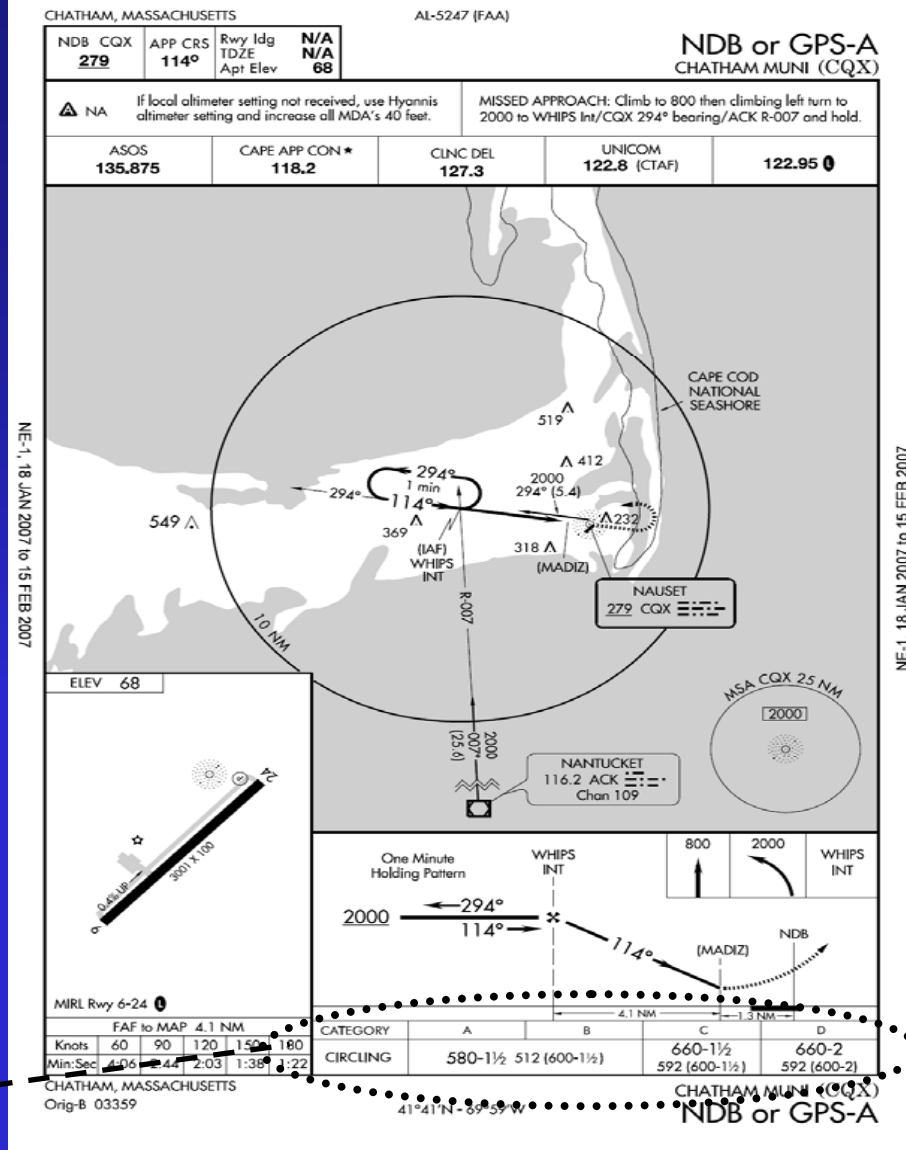 CHATHAM, MASSACHUSETTS
AL-5247 (FAA)
NDB CQX
279
APP CRS
114°
Rwy ldg N/A
TDZE N/A
Apt Elev 68
NDB or GPS-A
CHATHAM MUNI (CQX)
A NA
If local altimeter setting not received, use Hyannis
altimeter setting and increase all MDA's 40 feet.
MISSED APPROACH: Climb to 800 then climbing left turn to
2000 to WHIPS Int/CQX 294° bearing/ACK R-007 and hold.
ASOS
135.875
CAPE APP CON ★
118.2
CLNC DEL
127.3
UNICOM
122.8 (CTAF)
122.95 L
NE-1, 18 JAN 2007 to 15 FEB 2007
NE-1, 18 JAN 2007 to 15 FEB 2007
CAPE COD
NATIONAL
SEASHORE
519
412
2000
294° (5.4)
294°
1 min
114°
294°
549
369
232
318
(IAF)
WHIPS
INT
(MADIZ)
NAUSET
279 CQX
R-007
10 NM
2000
007°
(25.6)
NANTUCKET
116.2 ACK
Chan 109
MSA CQX 25 NM
2000
ELEV 68
P
24
3001 X 100
0.4% UP
6
MIRL Rwy 6-24 L
One Minute
Holding Pattern
WHIPS
INT
800
2000
WHIPS
INT
2000
294°
114°
114°
(MADIZ)
NDB
4.1 NM
1.3 NM
FAF to MAP 4.1 NM
Knots 60 90 120 150 180
Min:Sec 4:06 2:44 2:03 1:38 1:22
CATEGORY A B C D
CIRCLING 580-1½ 512 (600-1½)
660-1½
592 (600-1½)
660-2
592 (600-2)
CHATHAM, MASSACHUSETTS
Orig-B 03359
41°41'N - 69°59'W
CHATHAM MUNI (CQX)
NDB or GPS-A